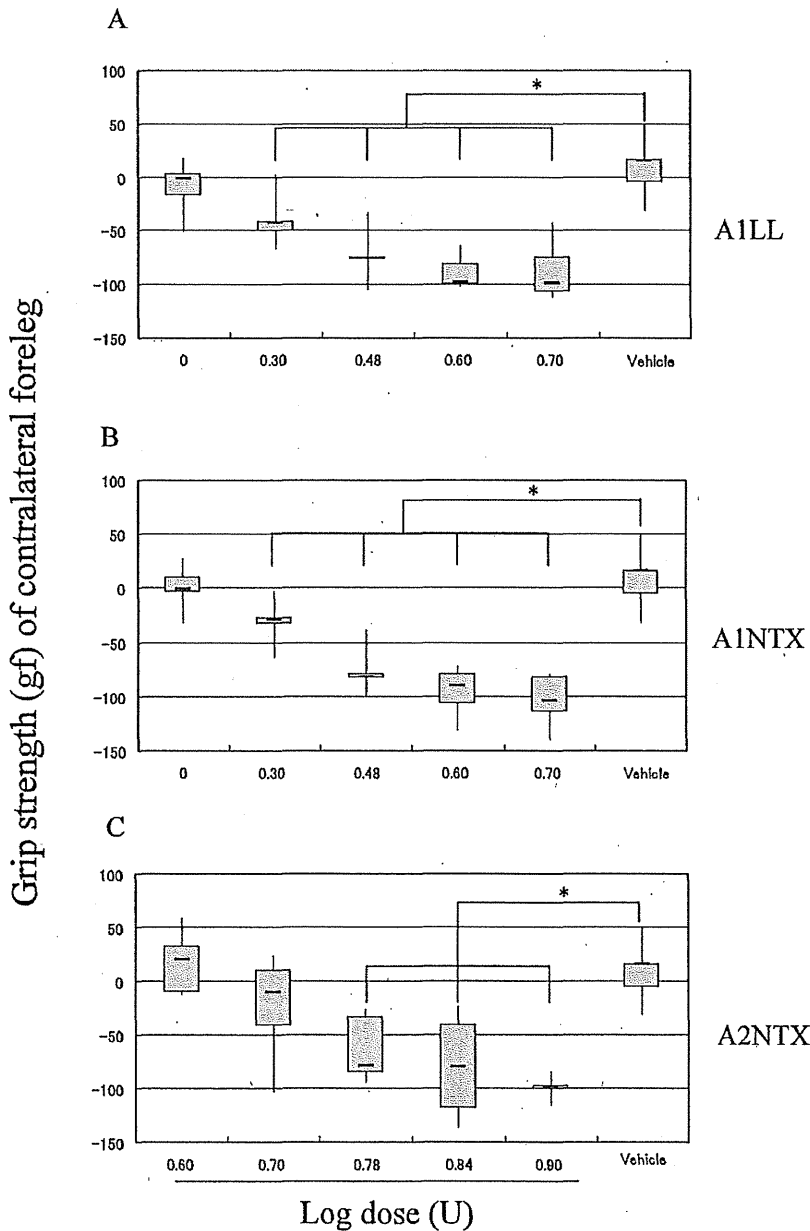 A
100
50
0
-50
-100
-150
*
0 0.30 0.48 0.60 0.70 Vehicle
A1LL
B
100
50
0
-50
-100
-150
*
0 0.30 0.48 0.60 0.70 Vehicle
A1NTX
C
100
50
0
-50
-100
-150
*
0.60 0.70 0.78 0.84 0.90 Vehicle
A2NTX
Grip strength (gf) of contralateral foreleg
Log dose (U)